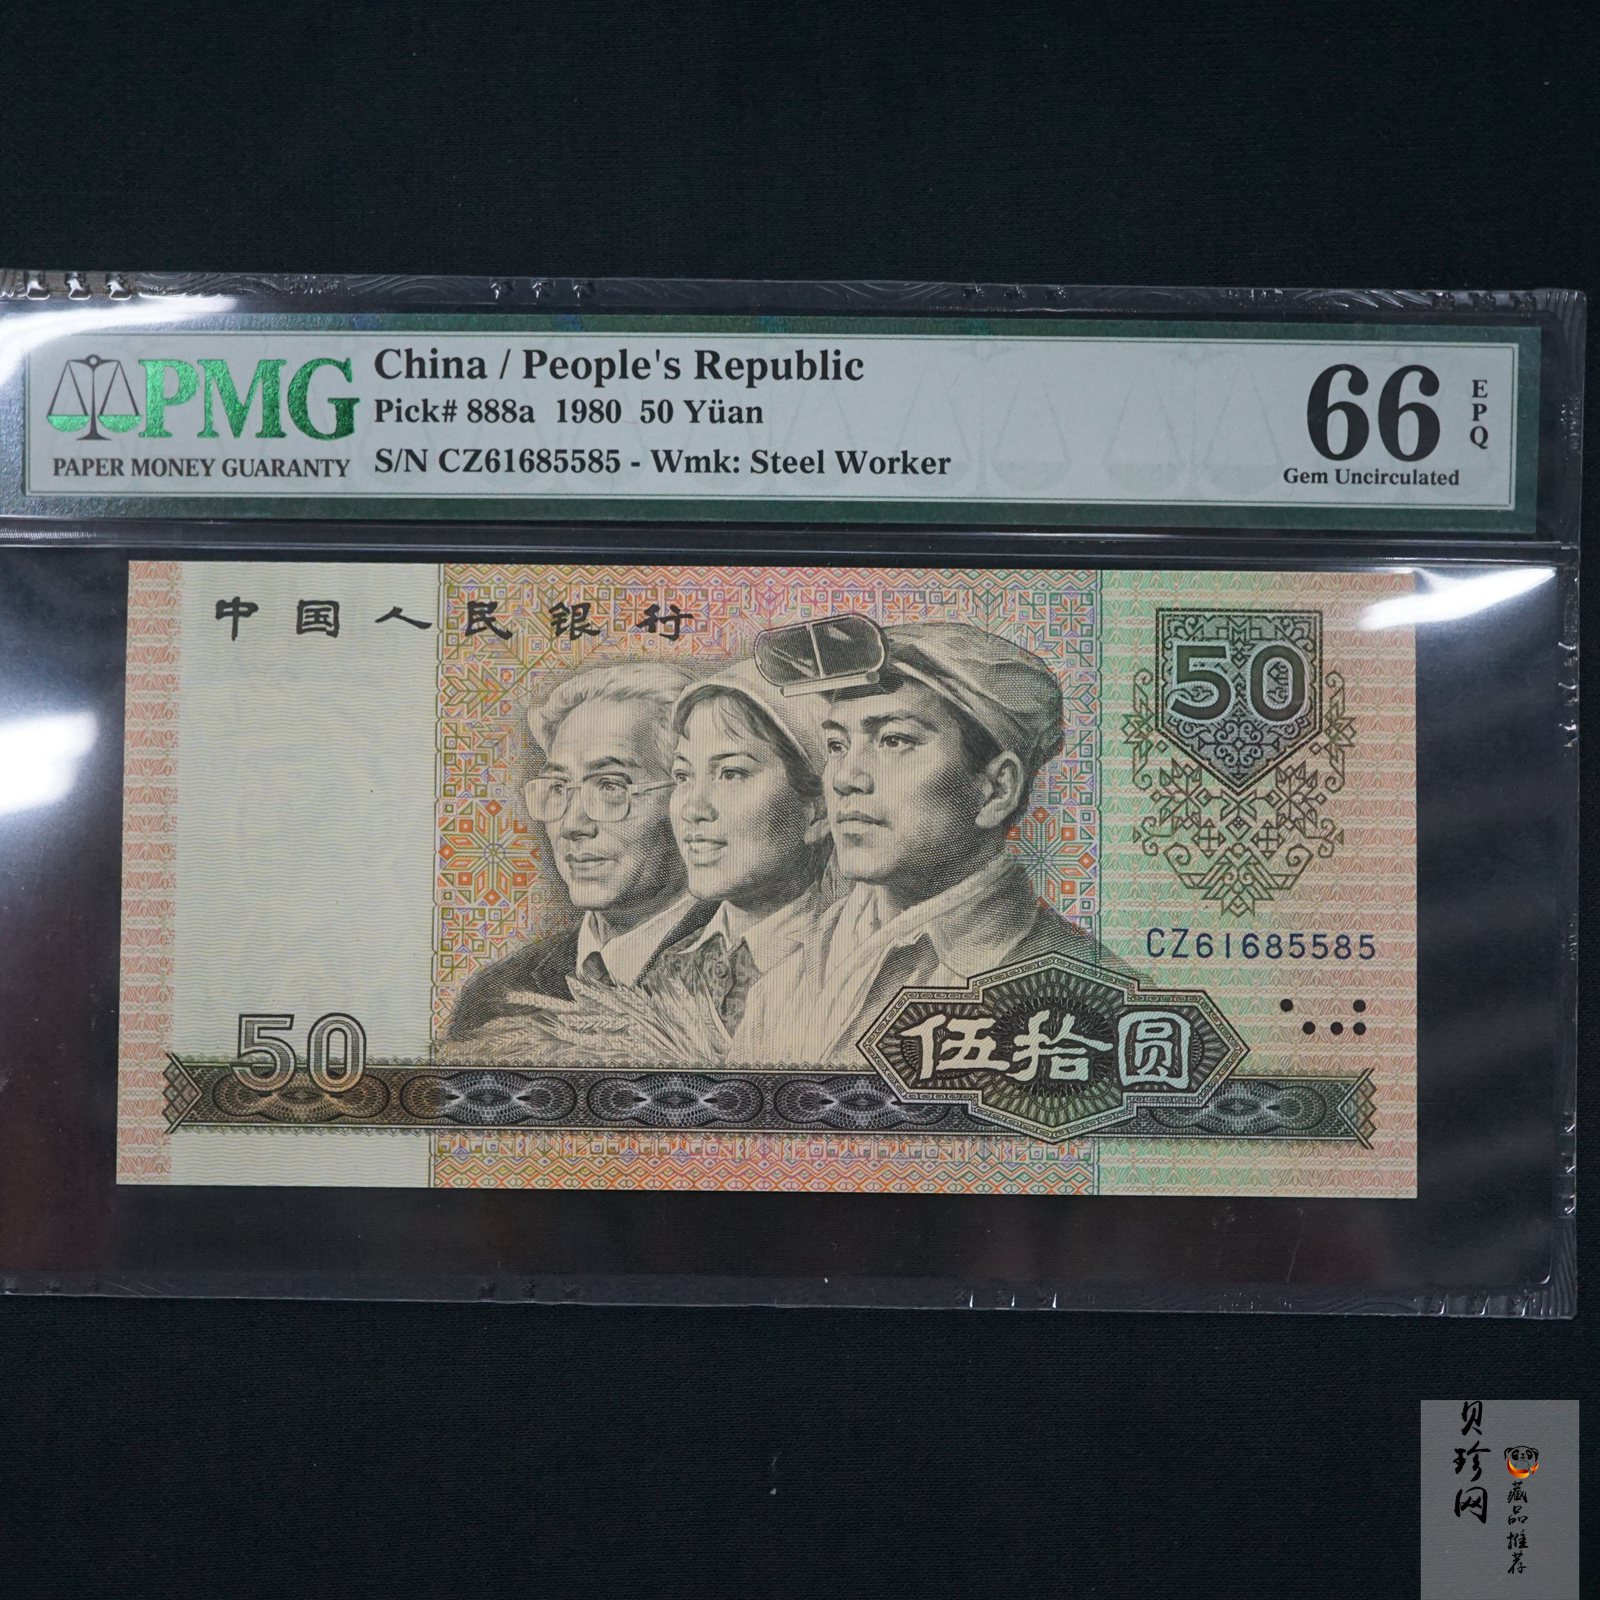 PMG
PAPER MONEY GUARANTY
China / People's Republic
Pick# 888a 1980 50 Yüan
S/N CZ61685585 - Wmk: Steel Worker
66
EPQ
Gem Uncirculated
中国人民银行
50
CZ61685585
50
伍拾圆
贝珍网
藏品推荐